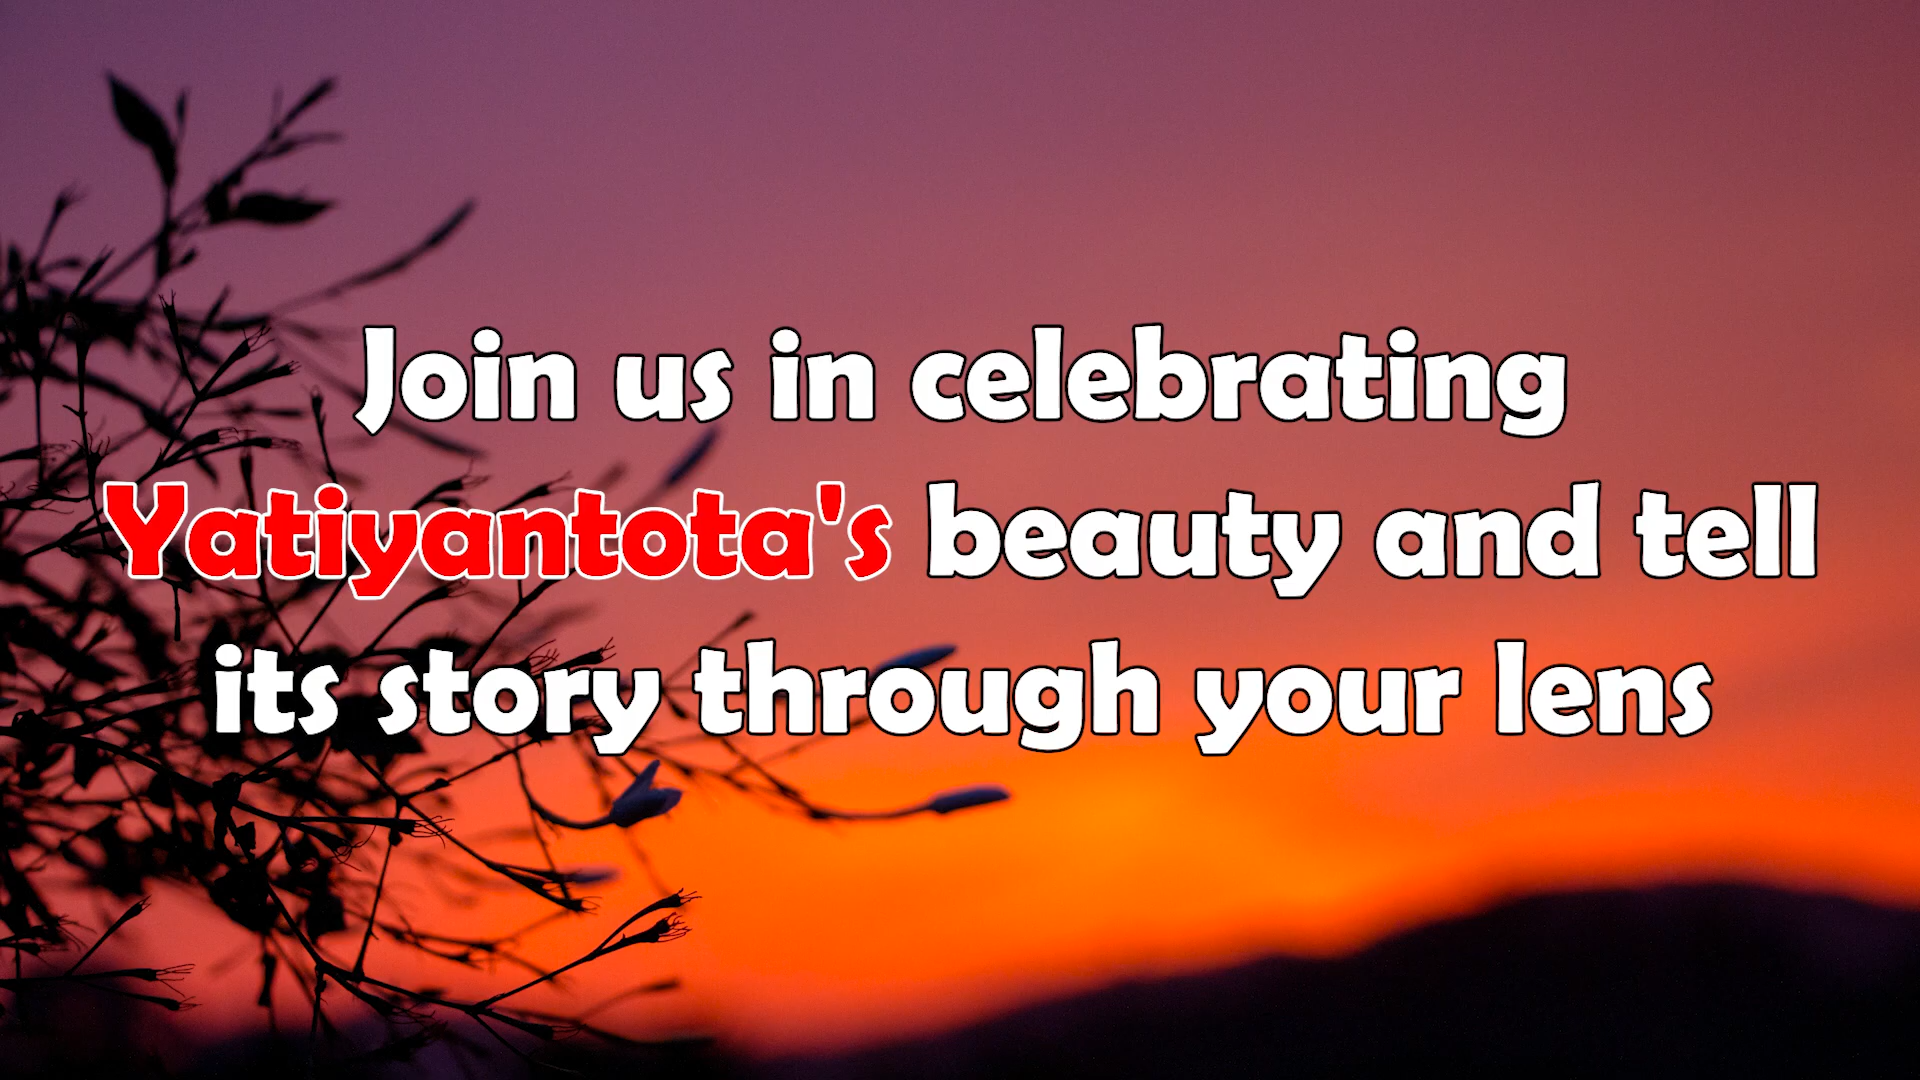 Join us in celebrating
Yatiyantota's beauty and tell
its story through your lens